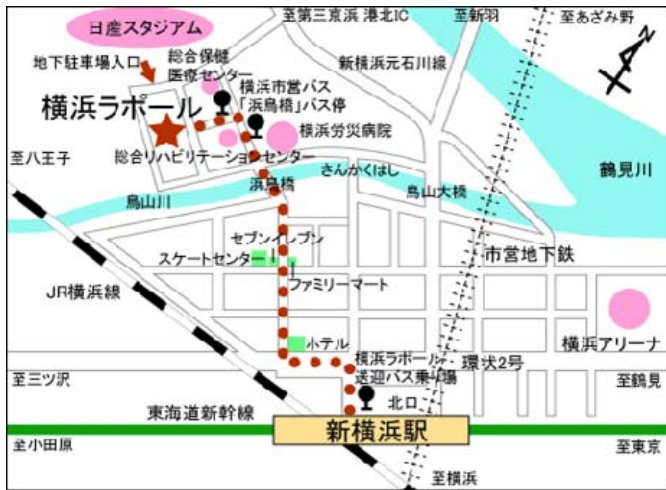 至第三京浜 港北IC
至新羽
至あざみ野
日産スタジアム
地下駐車場入口
総合保健
医療センター
新横浜元石川線
横浜市営バス
「浜鳥橋」バス停
横浜ラポール
横浜労災病院
至八王子
総合リハビリテーションセンター
さんかくはし
鶴見川
浜鳥橋
鳥山川
鳥山大橋
セブンイレブン
スケートセンター
市営地下鉄
ファミリーマート
JR横浜線
ホテル
横浜アリーナ
横浜ラポール
送迎バス乗り場
環状2号
至三ツ沢
至鶴見
北口
東海道新幹線
新横浜駅
至小田原
至東京
至横浜